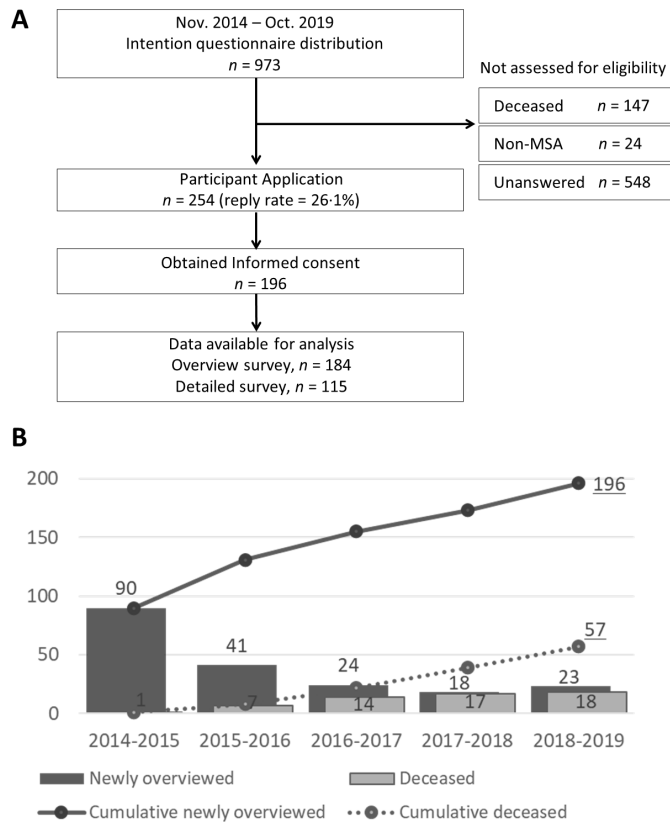 A
Nov. 2014 – Oct. 2019
Intention questionnaire distribution
n = 973
Not assessed for eligibility
Deceased n = 147
Non-MSA n = 24
Unanswered n = 548
Participant Application
n = 254 (reply rate = 26·1%)
Obtained Informed consent
n = 196
Data available for analysis
Overview survey, n = 184
Detailed survey, n = 115
B
200
196
150
100
90
57
50
41
24
18
23
1
7
14
17
18
0
2014-2015 2015-2016 2016-2017 2017-2018 2018-2019
Newly overviewed Deceased
Cumulative newly overviewed Cumulative deceased